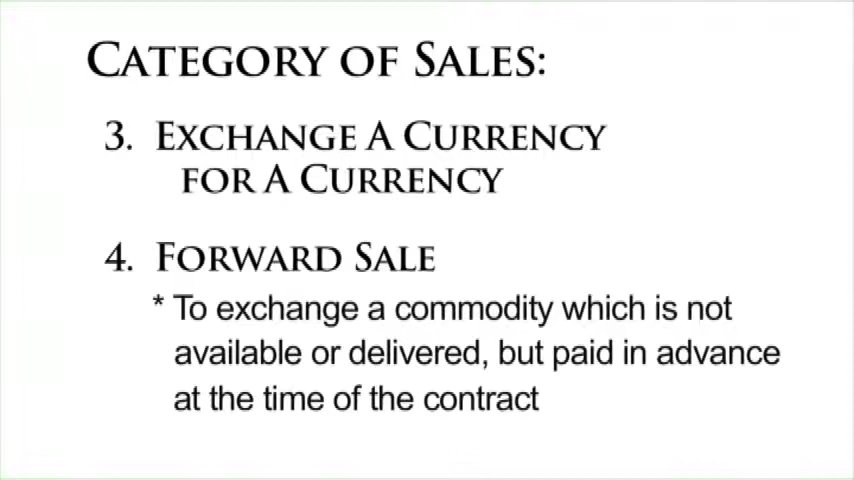 Category of Sales:
3. Exchange A Currency
for A Currency
4. Forward Sale
* To exchange a commodity which is not
available or delivered, but paid in advance
at the time of the contract